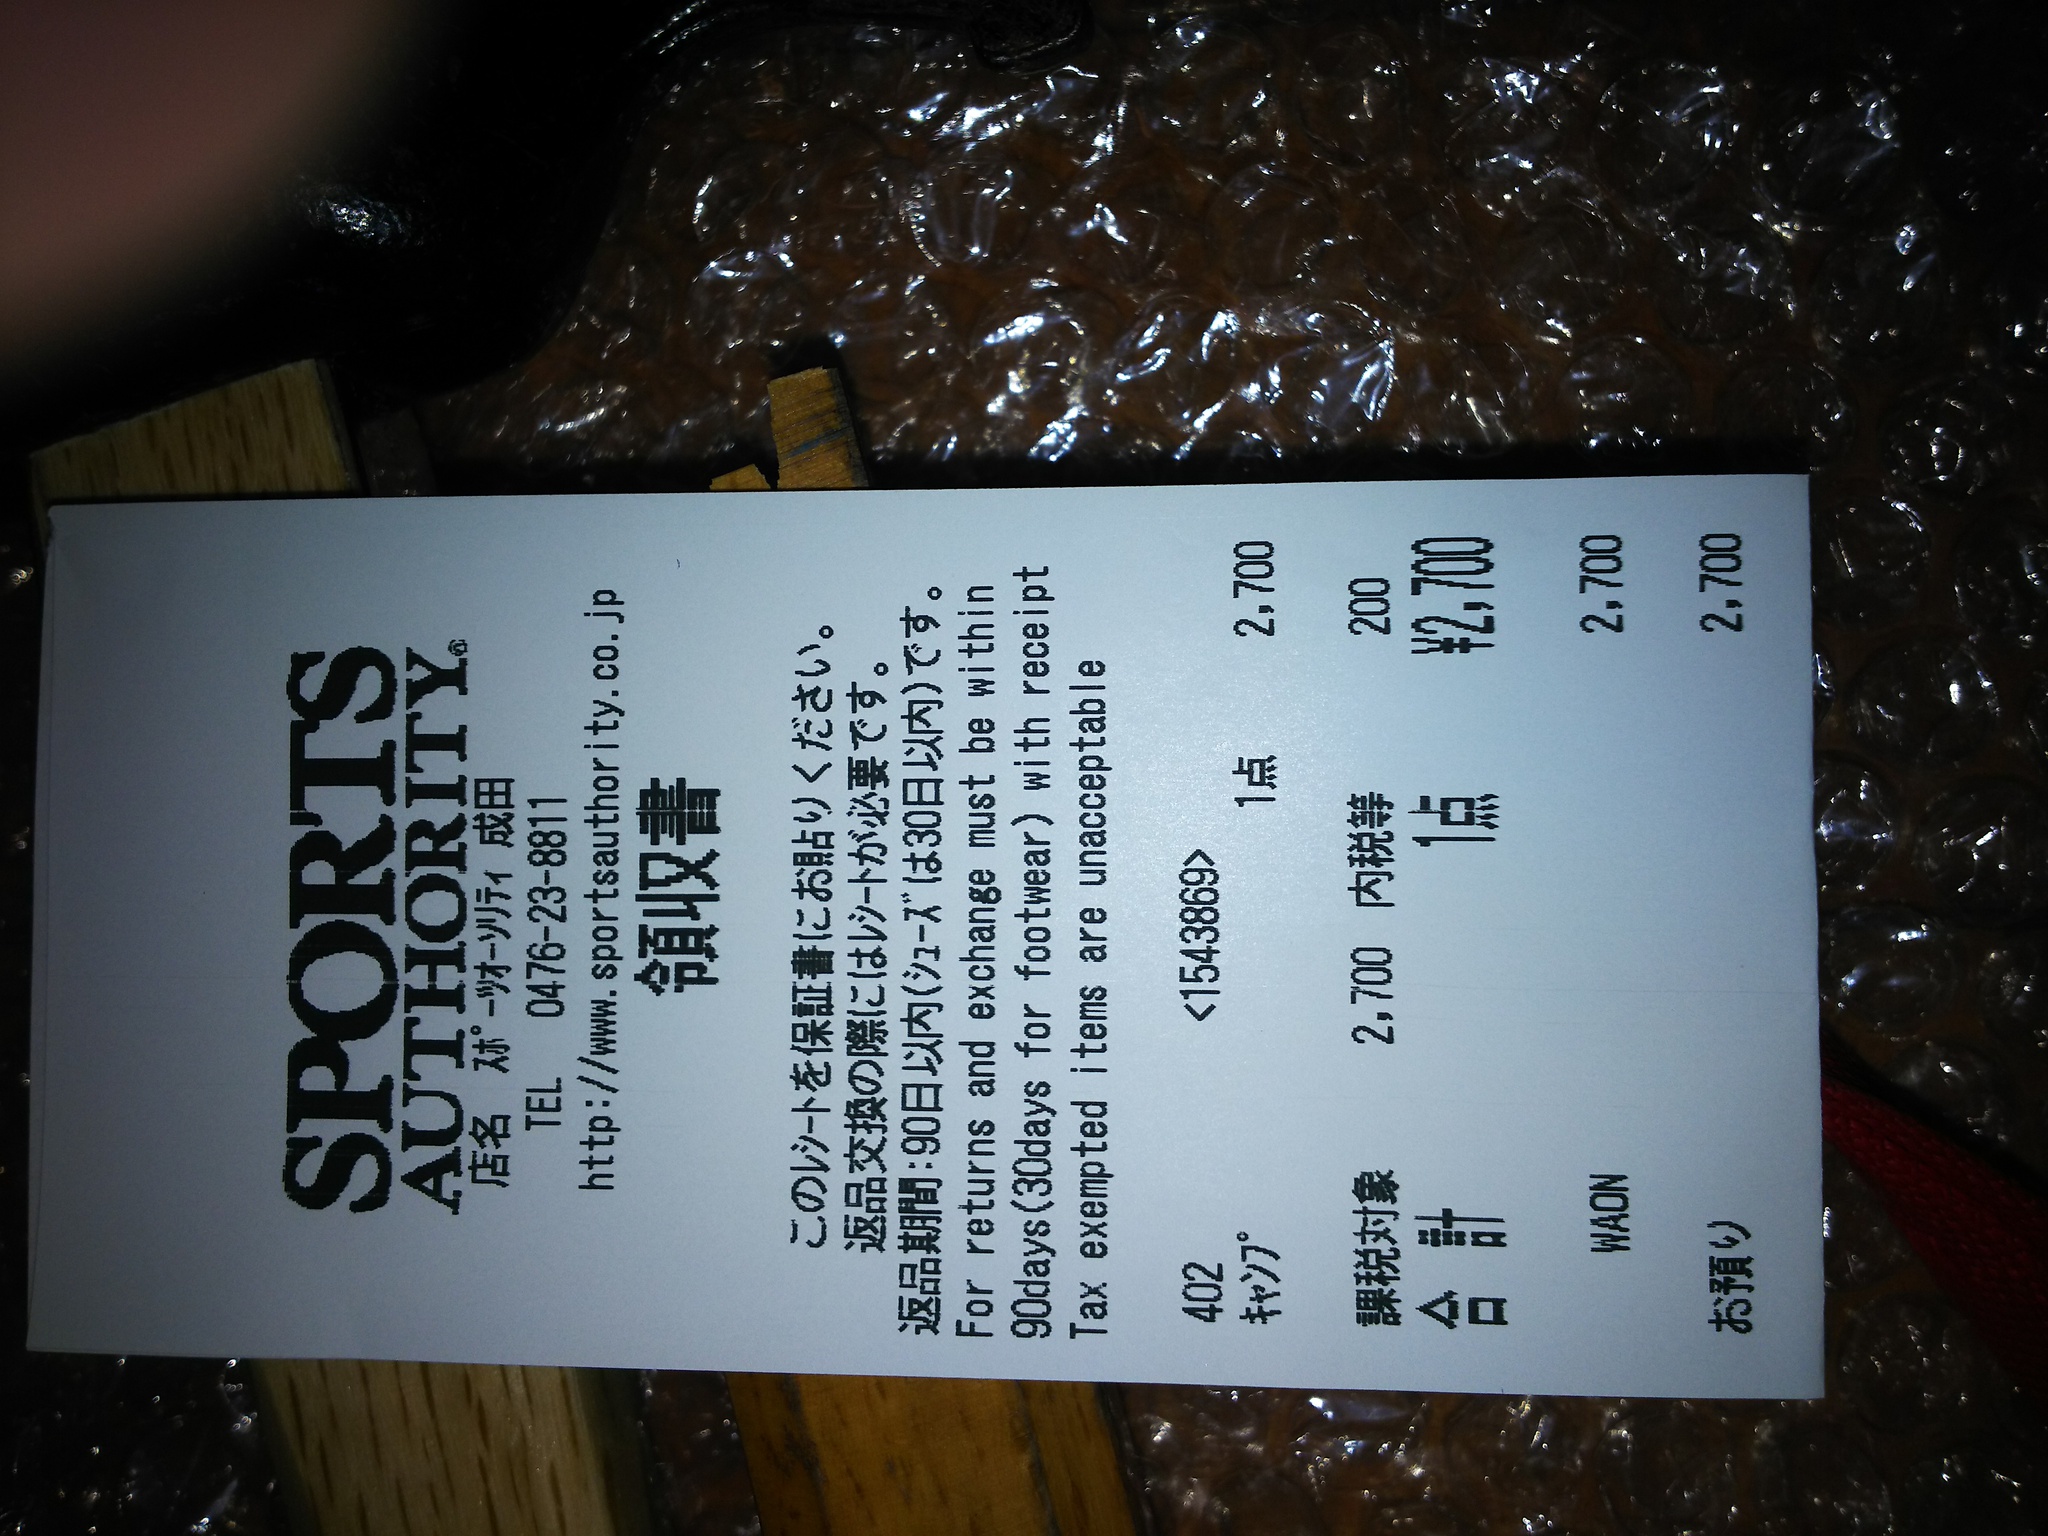 SPORTS
AUTHORITY®
店名 ｽﾎﾟｰﾂｵｰｿﾘﾃｨ 成田
TEL 0476-23-8811
http://www.sportsauthority.co.jp
領収書
このﾚｼｰﾄを保証書にお貼りください。
返品交換の際にはﾚｼｰﾄが必要です。
返品期間:90日以内(ｼｭｰｽﾞは30日以内)です。
For returns and exchange must be within
90days(30days for footwear) with receipt
Tax exempted items are unacceptable
402 <1543869>
ｷｬﾝﾌﾟ 1点 2,700
課税対象 2,700 内税等 200
合計 1点 ¥2,700
WAON 2,700
お預り 2,700